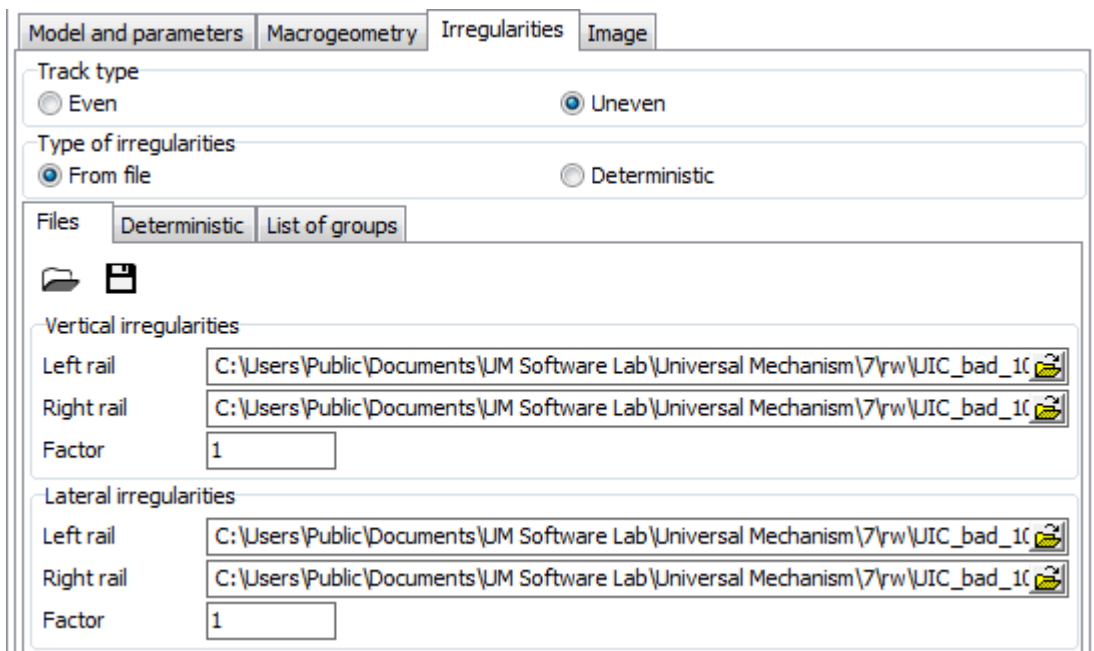 Model and parameters Macrogeometry Irregularities Image
Track type
Even Uneven
Type of irregularities
From file Deterministic
Files Deterministic List of groups
Vertical irregularities
Left rail C:\Users\Public\Documents\UM Software Lab\Universal Mechanism\7\rw\UIC_bad_10
Right rail C:\Users\Public\Documents\UM Software Lab\Universal Mechanism\7\rw\UIC_bad_10
Factor 1
Lateral irregularities
Left rail C:\Users\Public\Documents\UM Software Lab\Universal Mechanism\7\rw\UIC_bad_10
Right rail C:\Users\Public\Documents\UM Software Lab\Universal Mechanism\7\rw\UIC_bad_10
Factor 1